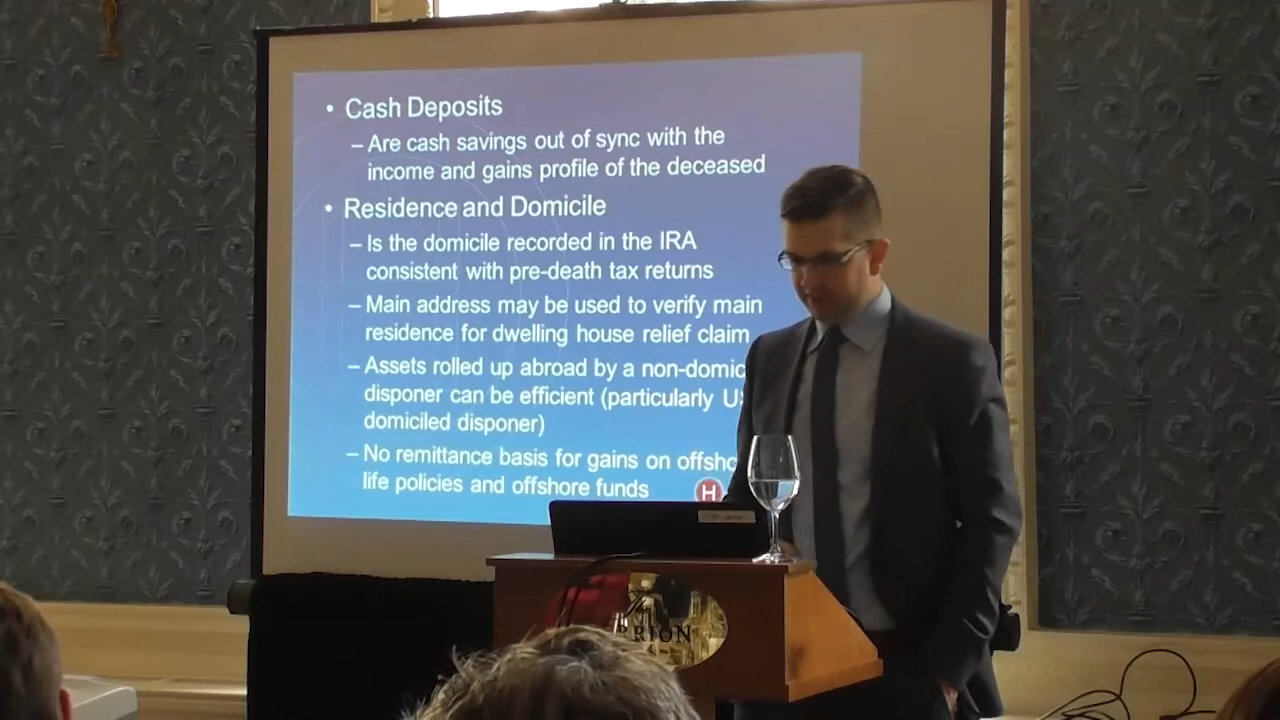 • Cash Deposits
– Are cash savings out of sync with the
income and gains profile of the deceased
• Residence and Domicile
– Is the domicile recorded in the IRA
consistent with pre-death tax returns
– Main address may be used to verify main
residence for dwelling house relief claim
– Assets rolled up abroad by a non-domic
disponer can be efficient (particularly U
domiciled disponer)
– No remittance basis for gains on offsho
life policies and offshore funds
H
RRION